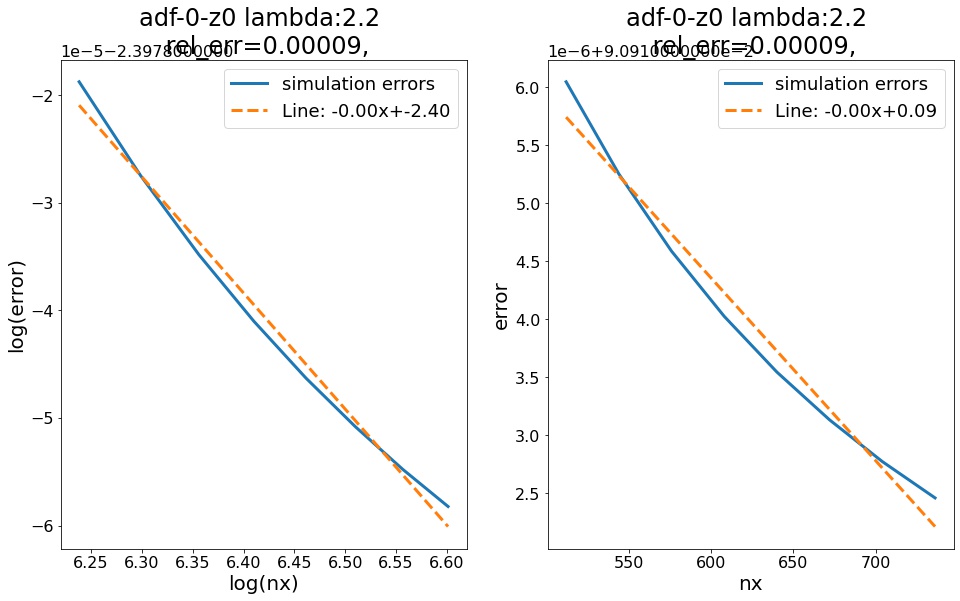 adf-0-z0 lambda:2.2
rel_err=0.00009,
1e−5−2.3978000000
simulation errors
Line: -0.00x+-2.40
−2
−3
−4
−5
−6
log(error)
6.25 6.30 6.35 6.40 6.45 6.50 6.55 6.60
log(nx)
adf-0-z0 lambda:2.2
rel_err=0.00009,
1e−6+9.0910000000e−2
simulation errors
Line: -0.00x+0.09
6.0
5.5
5.0
4.5
4.0
3.5
3.0
2.5
error
550 600 650 700
nx